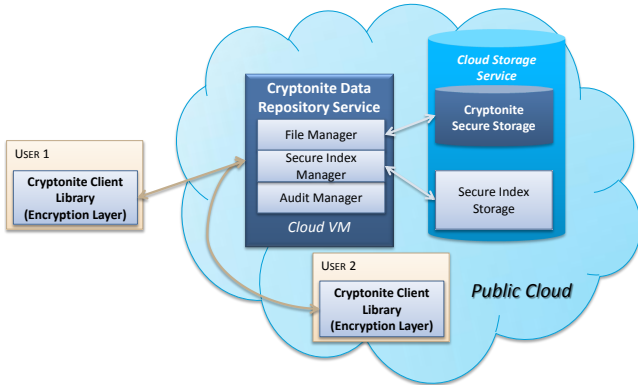 Cloud Storage
Service
Cryptonite Data
Repository Service
Cryptonite
Secure Storage
File Manager
USER 1
Secure Index
Manager
Cryptonite Client
Library
(Encryption Layer)
Audit Manager
Secure Index
Storage
Cloud VM
USER 2
Cryptonite Client
Library
(Encryption Layer)
Public Cloud